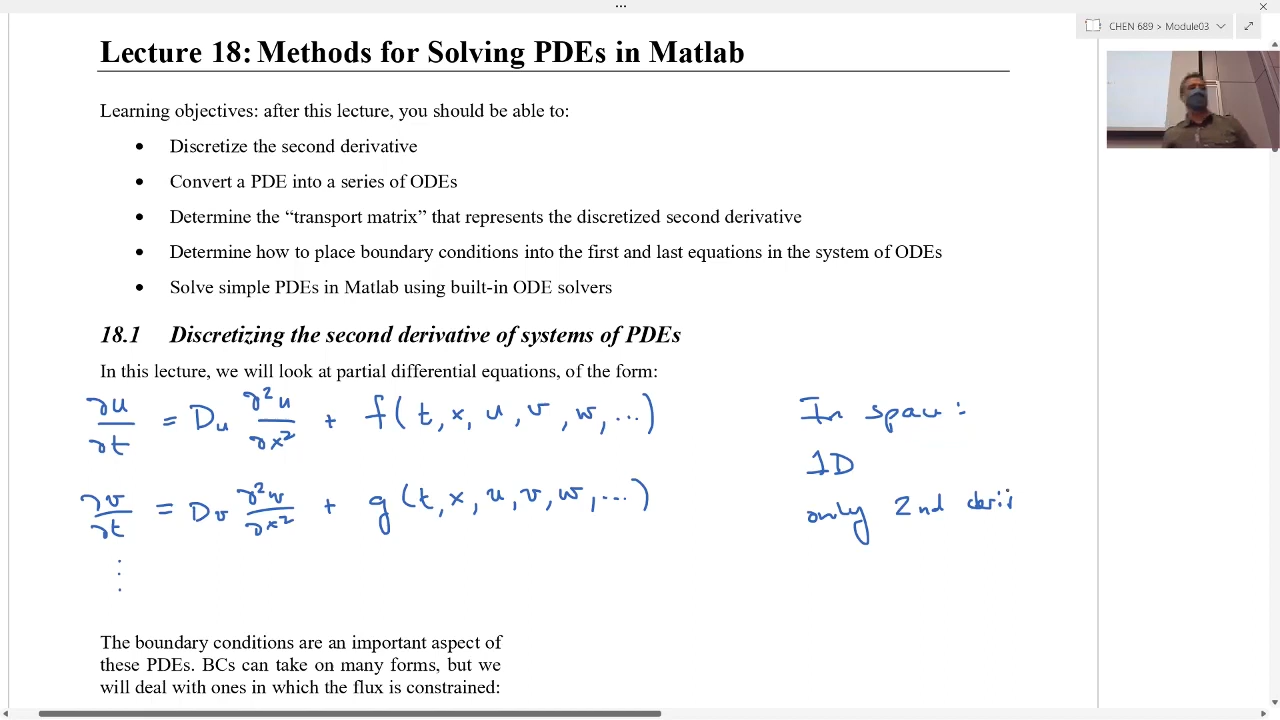 CHEN 689 > Module03
Lecture 18: Methods for Solving PDEs in Matlab
Learning objectives: after this lecture, you should be able to:
• Discretize the second derivative
• Convert a PDE into a series of ODEs
• Determine the “transport matrix” that represents the discretized second derivative
• Determine how to place boundary conditions into the first and last equations in the system of ODEs
• Solve simple PDEs in Matlab using built-in ODE solvers
18.1 Discretizing the second derivative of systems of PDEs
In this lecture, we will look at partial differential equations, of the form:
∂u/∂t = Du ∂²u/∂x² + f(t, x, u, v, w, ...)
In space:
1D
∂v/∂t = Dv ∂²v/∂x² + g(t, x, u, v, w, ...)
only 2nd deri
⋮
The boundary conditions are an important aspect of
these PDEs. BCs can take on many forms, but we
will deal with ones in which the flux is constrained: